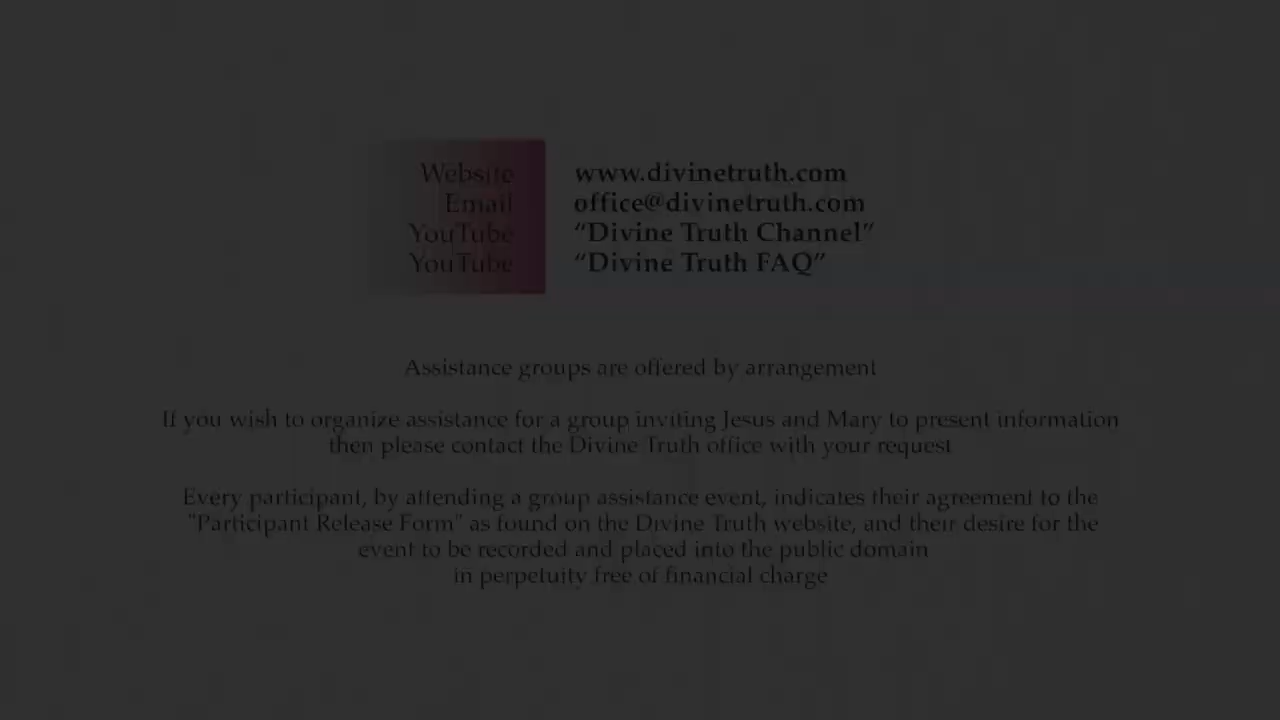 Website www.divinetruth.com
Email office@divinetruth.com
YouTube “Divine Truth Channel”
YouTube “Divine Truth FAQ”
Assistance groups are offered by arrangement
If you wish to organize assistance for a group inviting Jesus and Mary to present information
then please contact the Divine Truth office with your request
Every participant, by attending a group assistance event, indicates their agreement to the
"Participant Release Form" as found on the Divine Truth website, and their desire for the
event to be recorded and placed into the public domain
in perpetuity free of financial charge